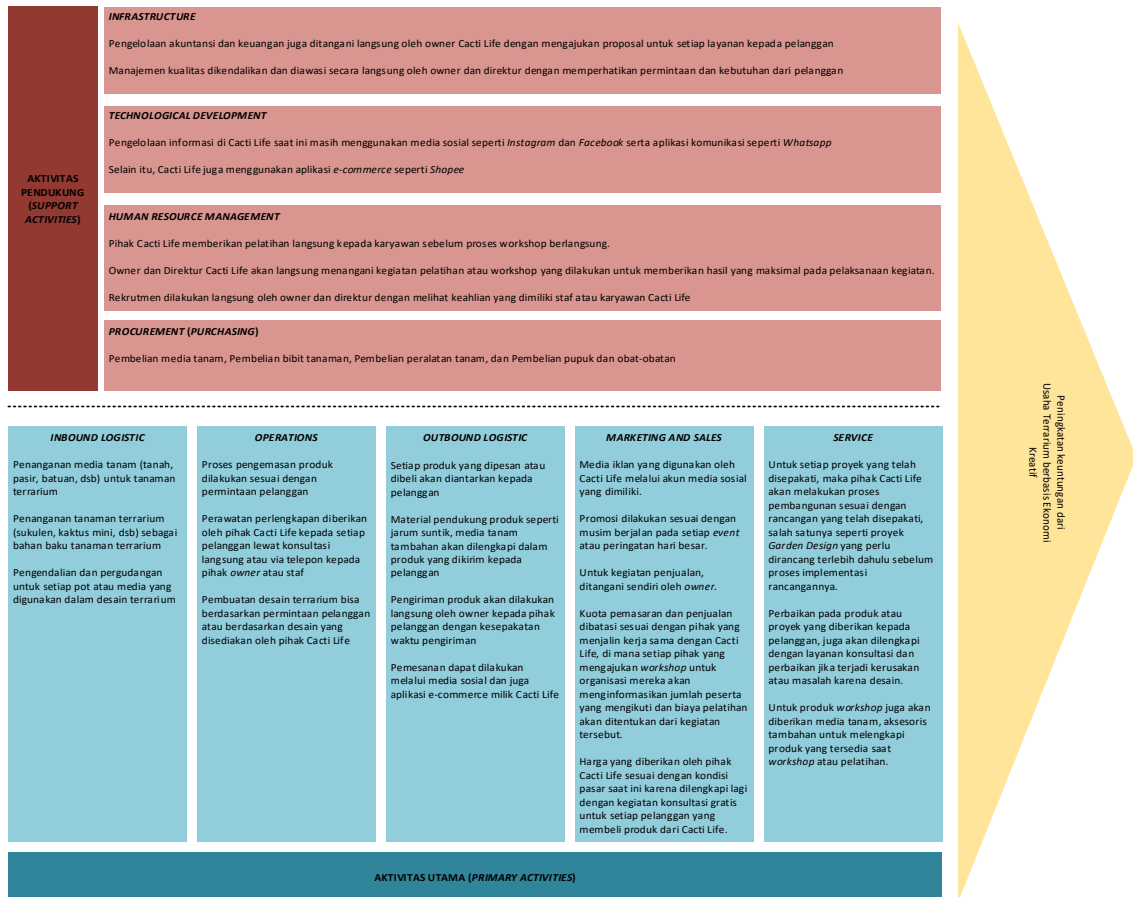 AKTIVITAS
PENDUKUNG
(SUPPORT
ACTIVITIES)
INFRASTRUCTURE
Pengelolaan akuntansi dan keuangan juga ditangani langsung oleh owner Cacti Life dengan mengajukan proposal untuk setiap layanan kepada pelanggan
Manajemen kualitas dikendalikan dan diawasi secara langsung oleh owner dan direktur dengan memperhatikan permintaan dan kebutuhan dari pelanggan
TECHNOLOGICAL DEVELOPMENT
Pengelolaan informasi di Cacti Life saat ini masih menggunakan media sosial seperti Instagram dan Facebook serta aplikasi komunikasi seperti Whatsapp
Selain itu, Cacti Life juga menggunakan aplikasi e-commerce seperti Shopee
HUMAN RESOURCE MANAGEMENT
Pihak Cacti Life memberikan pelatihan langsung kepada karyawan sebelum proses workshop berlangsung.
Owner dan Direktur Cacti Life akan langsung menangani kegiatan pelatihan atau workshop yang dilakukan untuk memberikan hasil yang maksimal pada pelaksanaan kegiatan.
Rekrutmen dilakukan langsung oleh owner dan direktur dengan melihat keahlian yang dimiliki staf atau karyawan Cacti Life
PROCUREMENT (PURCHASING)
Pembelian media tanam, Pembelian bibit tanaman, Pembelian peralatan tanam, dan Pembelian pupuk dan obat-obatan
INBOUND LOGISTIC
Penanganan media tanam (tanah,
pasir, batuan, dsb) untuk tanaman
terrarium
Penanganan tanaman terrarium
(sukulen, kaktus mini, dsb) sebagai
bahan baku tanaman terrarium
Pengendalian dan pergudangan
untuk setiap pot atau media yang
digunakan dalam desain terrarium
OPERATIONS
Proses pengemasan produk
dilakukan sesuai dengan
permintaan pelanggan
Perawatan perlengkapan diberikan
oleh pihak Cacti Life kepada setiap
pelanggan lewat konsultasi
langsung atau via telepon kepada
pihak owner atau staf
Pembuatan desain terrarium bisa
berdasarkan permintaan pelanggan
atau berdasarkan desain yang
disediakan oleh pihak Cacti Life
OUTBOUND LOGISTIC
Setiap produk yang dipesan atau
dibeli akan diantarkan kepada
pelanggan
Material pendukung produk seperti
jarum suntik, media tanam
tambahan akan dilengkapi dalam
produk yang dikirim kepada
pelanggan
Pengiriman produk akan dilakukan
langsung oleh owner kepada pihak
pelanggan dengan kesepakatan
waktu pengiriman
Pemesanan dapat dilakukan
melalui media sosial dan juga
aplikasi e-commerce milik Cacti Life
MARKETING AND SALES
Media iklan yang digunakan oleh
Cacti Life melalui akun media sosial
yang dimiliki.
Promosi dilakukan sesuai dengan
musim berjalan pada setiap event
atau peringatan hari besar.
Untuk kegiatan penjualan,
ditangani sendiri oleh owner.
Kuota pemasaran dan penjualan
dibatasi sesuai dengan pihak yang
menjalin kerja sama dengan Cacti
Life, di mana setiap pihak yang
mengajukan workshop untuk
organisasi mereka akan
menginformasikan jumlah peserta
yang mengikuti dan biaya pelatihan
akan ditentukan dari kegiatan
tersebut.
Harga yang diberikan oleh pihak
Cacti Life sesuai dengan kondisi
pasar saat ini karena dilengkapi lagi
dengan kegiatan konsultasi gratis
untuk setiap pelanggan yang
membeli produk dari Cacti Life.
SERVICE
Untuk setiap proyek yang telah
disepakati, maka pihak Cacti Life
akan melakukan proses
pembangunan sesuai dengan
rancangan yang telah disepakati,
salah satunya seperti proyek
Garden Design yang perlu
dirancang terlebih dahulu sebelum
proses implementasi
rancangannya.
Perbaikan pada produk atau
proyek yang diberikan kepada
pelanggan, juga akan dilengkapi
dengan layanan konsultasi dan
perbaikan jika terjadi kerusakan
atau masalah karena desain.
Untuk produk workshop juga akan
diberikan media tanam, aksesoris
tambahan untuk melengkapi
produk yang tersedia saat
workshop atau pelatihan.
AKTIVITAS UTAMA (PRIMARY ACTIVITIES)
Peningkatan keuntungan dari
Usaha Terrarium berbasis Ekonomi
Kreatif